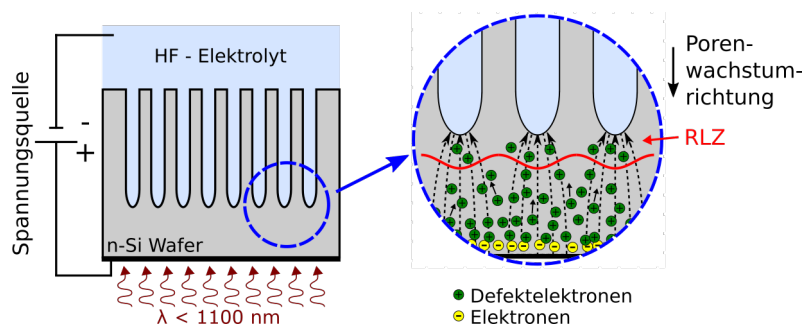 HF - Elektrolyt
Spannungsquelle
-
+
n-Si Wafer
λ < 1100 nm
Poren-
wachstum-
richtung
RLZ
+ Defektelektronen
- Elektronen